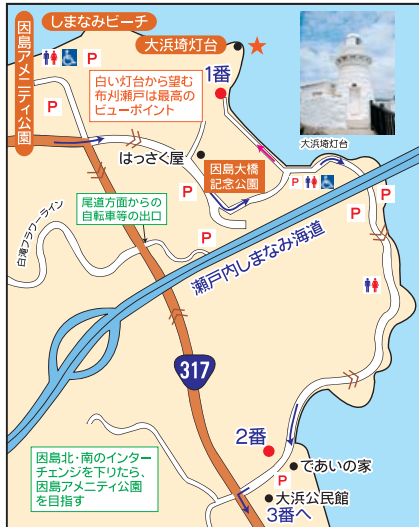 しまなみビーチ
大浜埼灯台
因島アメニティ公園
P
白い灯台から望む
布刈瀬戸は最高の
ビューポイント
1番
大浜埼灯台
P
はっさく屋
因島大橋
記念公園
P
P
P
P
尾道方面からの
自転車等の出口
P
白滝フラワーライン
瀬戸内しまなみ海道
317
因島北・南のインター
チェンジを下りたら、
因島アメニティ公園
を目指す
2番
であいの家
P
大浜公民館
3番へ